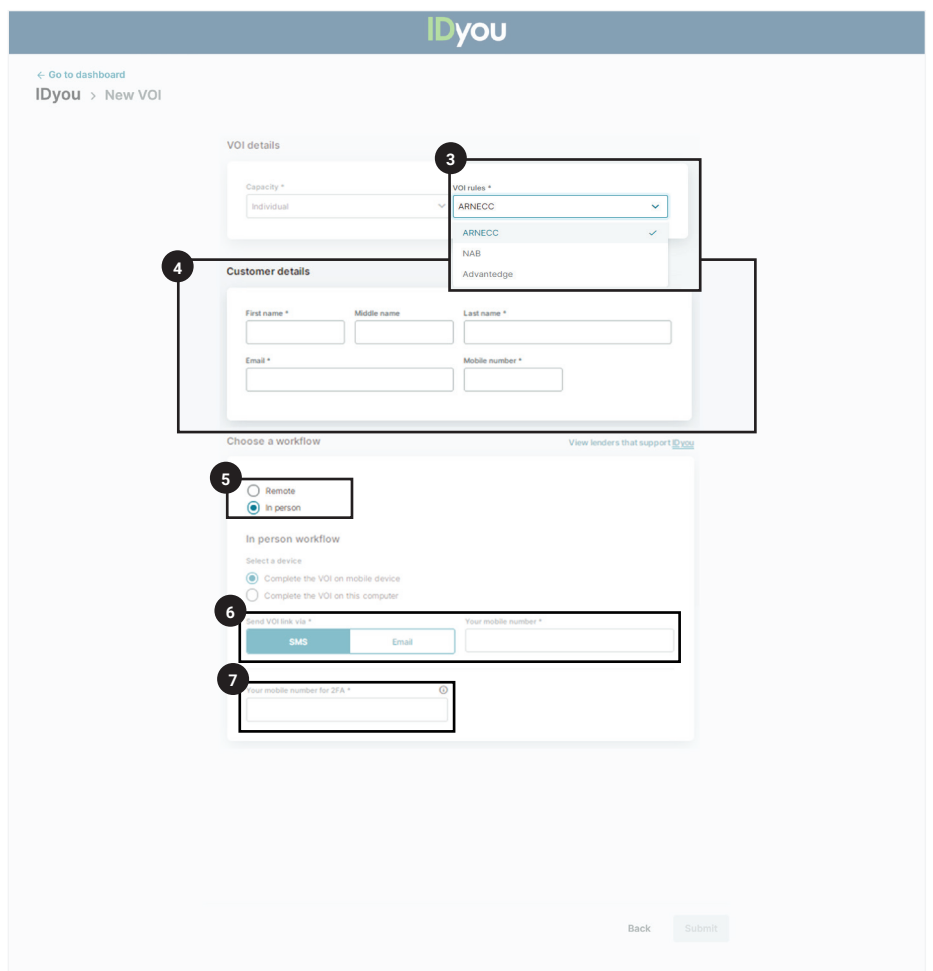 IDyou
← Go to dashboard
IDyou > New VOI
VOI details
3
Capacity * VOI rules *
Individual ARNECC
ARNECC
NAB
Advantedge
4
Customer details
First name * Middle name Last name *
Email * Mobile number *
Choose a workflow View lenders that support IDyou
5
Remote
In person
In person workflow
Select a device
Complete the VOI on mobile device
Complete the VOI on this computer
6
Send VOI link via * Your mobile number *
SMS Email
7
Your mobile number for 2FA *
Back Submit